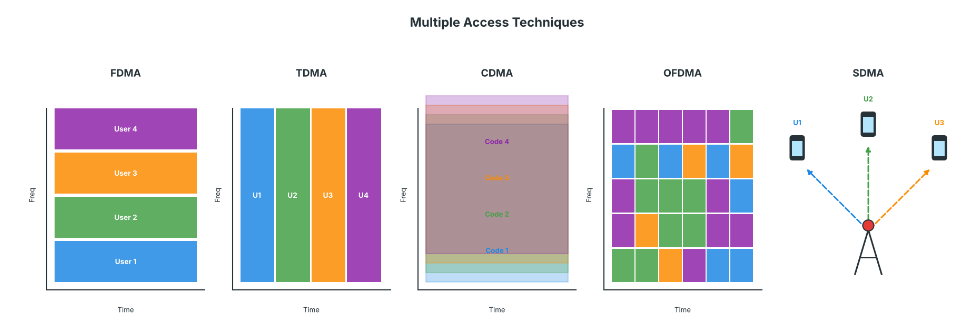 Multiple Access Techniques
FDMA
User 4
User 3
User 2
User 1
Freq
Time
TDMA
U1 U2 U3 U4
Freq
Time
CDMA
Code 4
Code 2
Code 1
Freq
Time
OFDMA
Freq
Time
SDMA
U2
U1
U3